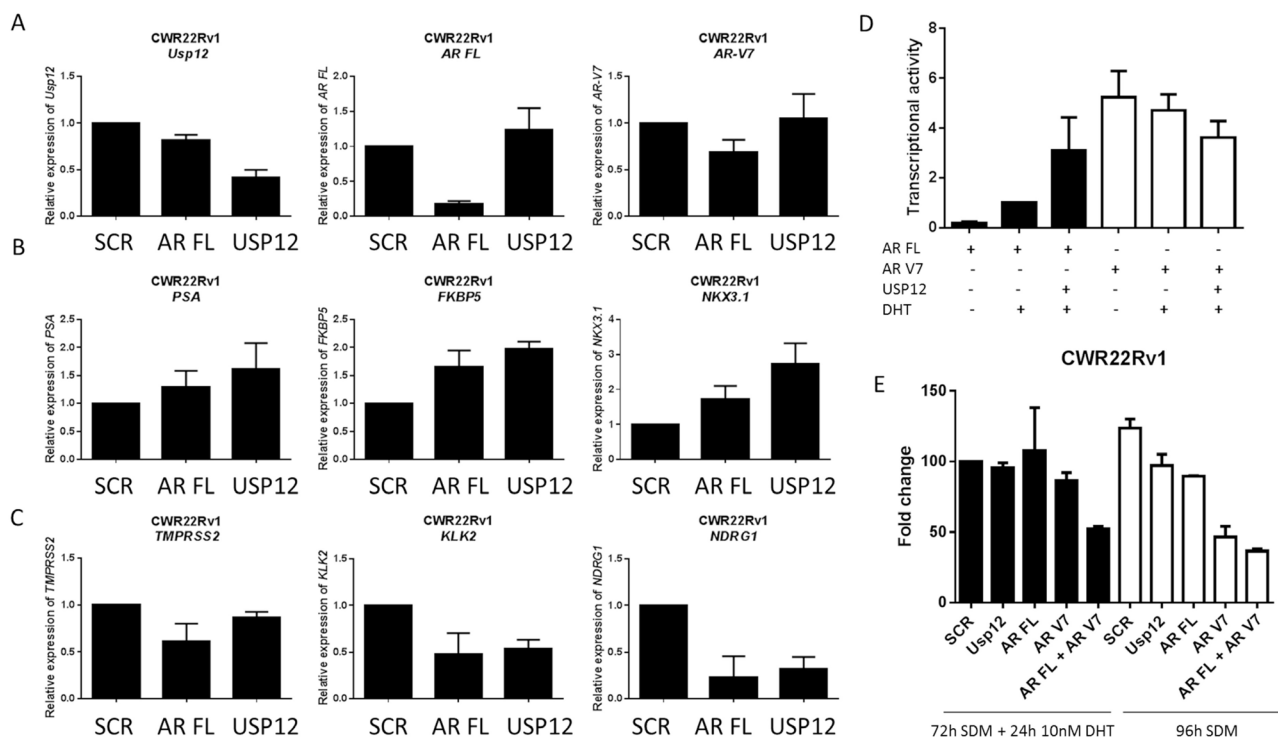 A
CWR22Rv1
Usp12
Relative expression of Usp12
1.5
1.0
0.5
0.0
SCR AR FL USP12
CWR22Rv1
AR FL
Relative expression of AR FL
2.0
1.5
1.0
0.5
0.0
SCR AR FL USP12
CWR22Rv1
AR-V7
Relative expression of AR-V7
1.5
1.0
0.5
0.0
SCR AR FL USP12
B
CWR22Rv1
PSA
Relative expression of PSA
2.5
2.0
1.5
1.0
0.5
0.0
SCR AR FL USP12
CWR22Rv1
FKBP5
Relative expression of FKBP5
2.5
2.0
1.5
1.0
0.5
0.0
SCR AR FL USP12
CWR22Rv1
NKX3.1
Relative expression of NKX3.1
4
3
2
1
0
SCR AR FL USP12
C
CWR22Rv1
TMPRSS2
Relative expression of TMPRSS2
1.5
1.0
0.5
0.0
SCR AR FL USP12
CWR22Rv1
KLK2
Relative expression of KLK2
1.5
1.0
0.5
0.0
SCR AR FL USP12
CWR22Rv1
NDRG1
Relative expression of NDRG1
1.5
1.0
0.5
0.0
SCR AR FL USP12
D
Transcriptional activity
8
6
4
2
0
AR FL + + + - - -
AR V7 - - - + + +
USP12 - - + - - +
DHT - + + - + +
E
CWR22Rv1
Fold change
150
100
50
0
SCR
Usp12
AR FL
AR V7
AR FL + AR V7
SCR
Usp12
AR FL
AR V7
AR FL + AR V7
72h SDM + 24h 10nM DHT
96h SDM